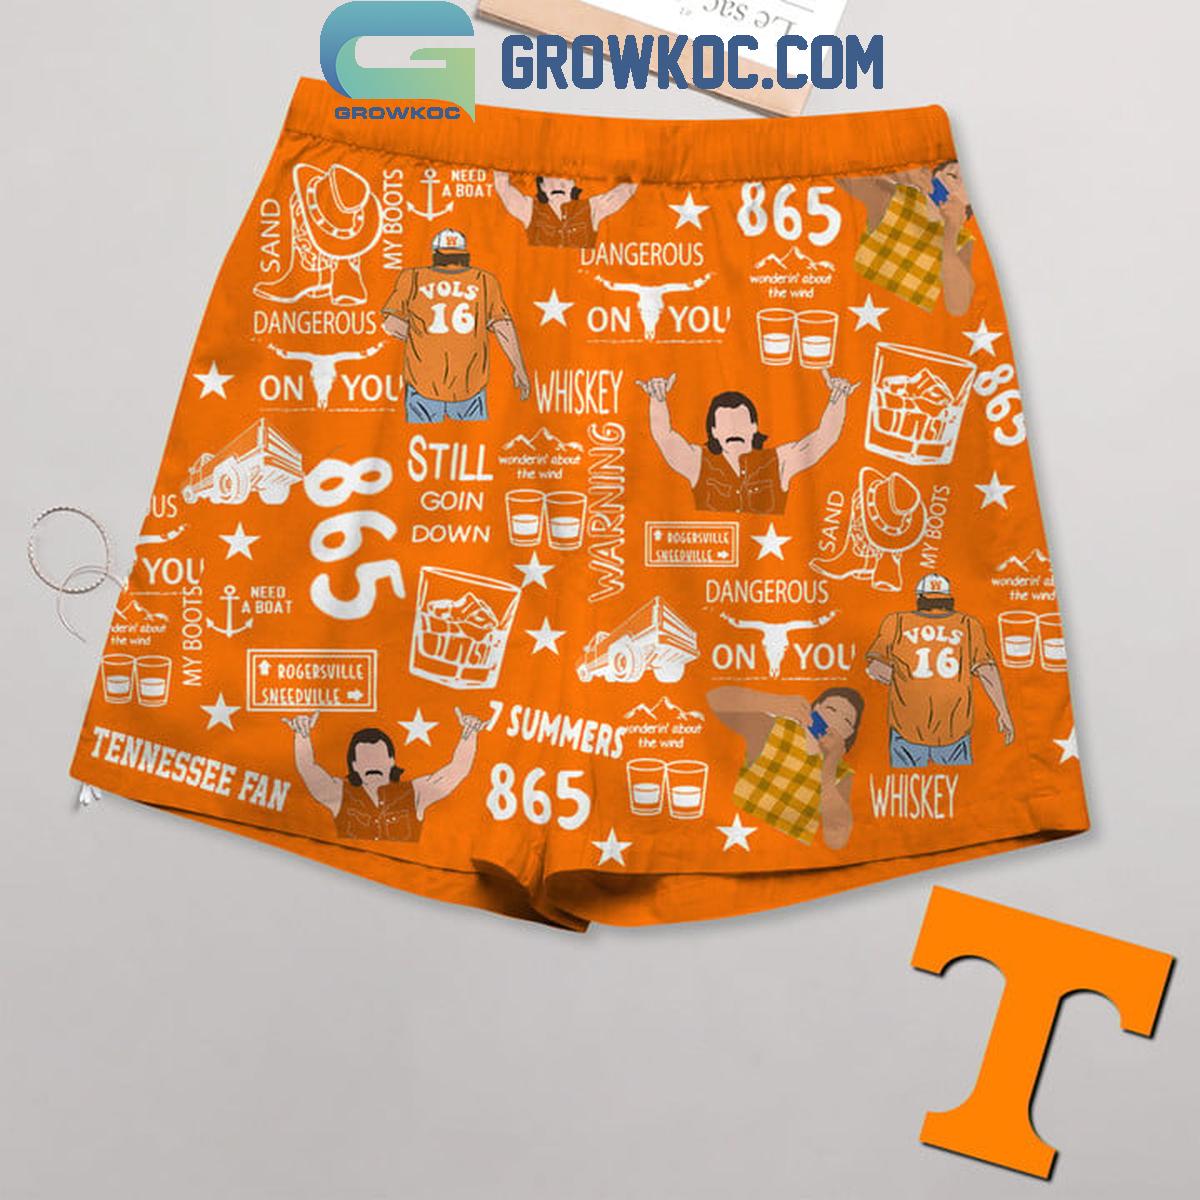 Le sac
GROWKOC
GROWKOC.COM
SAND
MY BOOTS
NEED
A BOAT
865
DANGEROUS
ON YOU
wonderin' about
the wind
VOLS
16
DANGEROUS
ON YOU
WHISKEY
865
STILL
GOIN
DOWN
wonderin' about
the wind
865
WARNING
SAND
MY BOOTS
ROGERSVILLE
SNEEDVILLE
US
YOU
MY BOOTS
NEED
A BOAT
DANGEROUS
ON YOU
wonderin' about
the wind
wonderin' about
the wind
VOLS
16
ROGERSVILLE
SNEEDVILLE
7 SUMMERS
wonderin' about
the wind
TENNESSEE FAN
865
WHISKEY
T